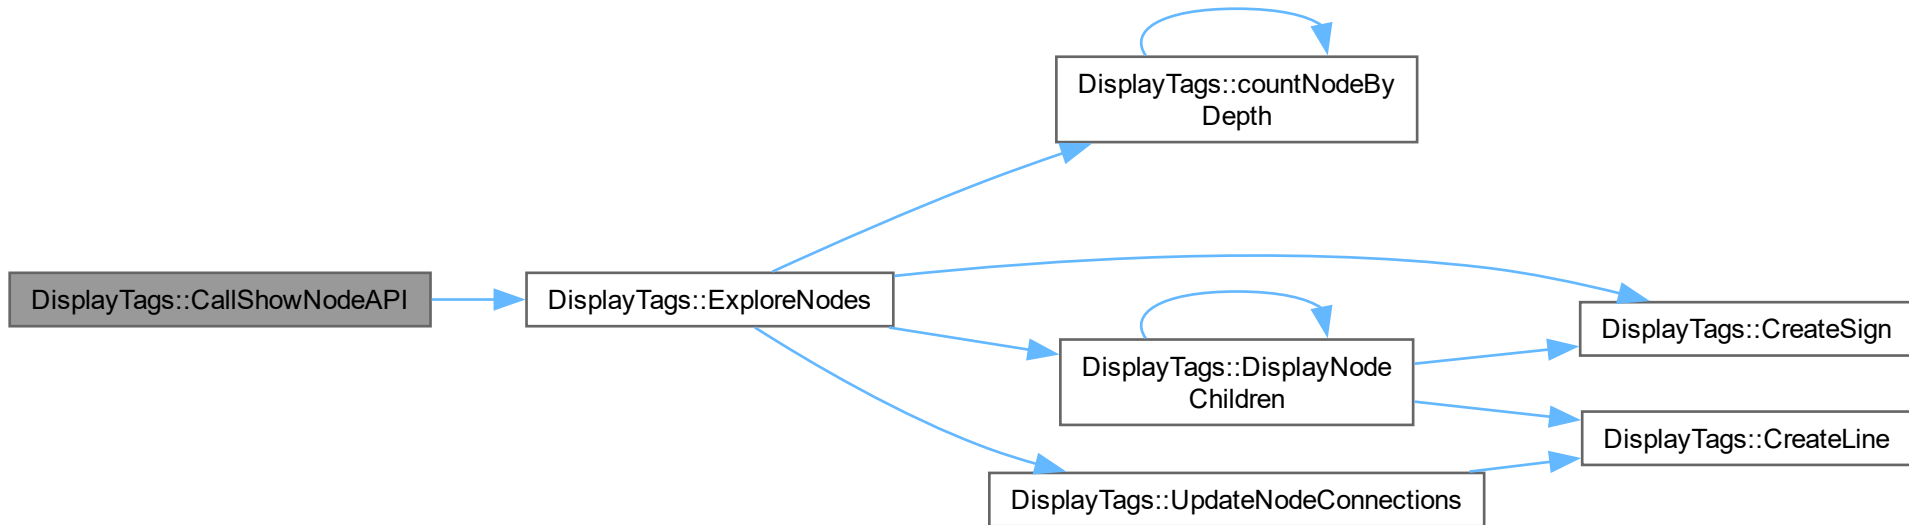 DisplayTags::CallShowNodeAPI
DisplayTags::ExploreNodes
DisplayTags::countNodeBy
Depth
DisplayTags::DisplayNode
Children
DisplayTags::UpdateNodeConnections
DisplayTags::CreateSign
DisplayTags::CreateLine